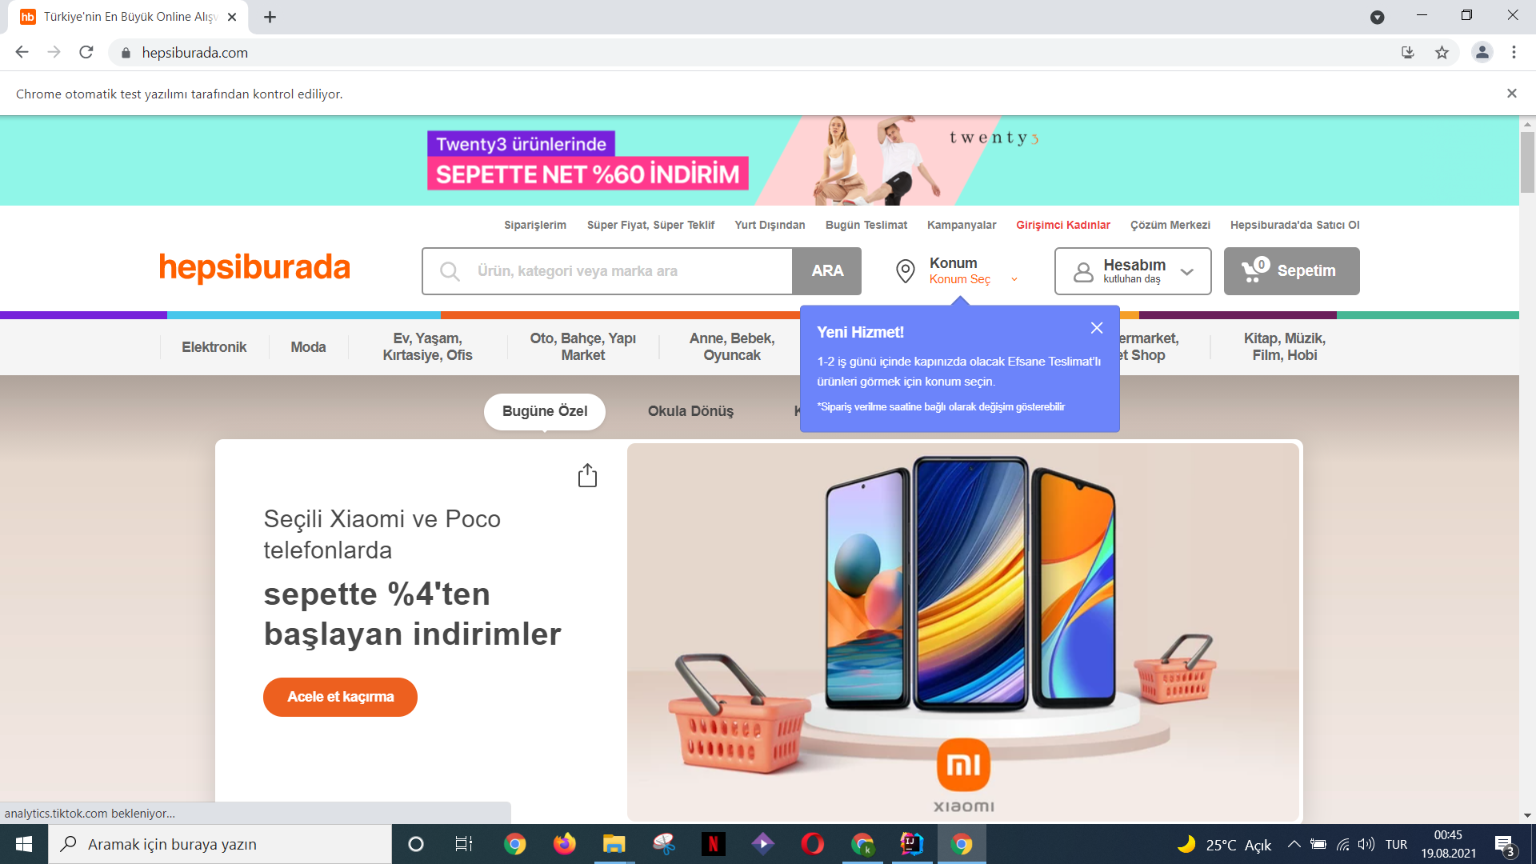 hb Türkiye'nin En Büyük Online Alışv
hepsiburada.com
Chrome otomatik test yazılımı tarafından kontrol ediliyor.
Twenty3 ürünlerinde
SEPETTE NET %60 İNDİRİM
twenty3
Siparişlerim Süper Fiyat, Süper Teklif Yurt Dışından Bugün Teslimat Kampanyalar Girişimci Kadınlar Çözüm Merkezi Hepsiburada'da Satıcı Ol
hepsiburada
Ürün, kategori veya marka ara
ARA
Konum
Konum Seç
Hesabım
kutluhan daş
0
Sepetim
Elektronik
Moda
Ev, Yaşam,
Kırtasiye, Ofis
Oto, Bahçe, Yapı
Market
Anne, Bebek,
Oyuncak
ermarket,
et Shop
Kitap, Müzik,
Film, Hobi
Yeni Hizmet!
1-2 iş günü içinde kapınızda olacak Efsane Teslimat'lı
ürünleri görmek için konum seçin.
*Sipariş verilme saatine bağlı olarak değişim gösterebilir
Bugüne Özel
Okula Dönüş
Seçili Xiaomi ve Poco
telefonlarda
sepette %4'ten
başlayan indirimler
Acele et kaçırma
mi
xıaomı
analytics.tiktok.com bekleniyor...
Aramak için buraya yazın
N
k
IJ
25°C Açık
TUR
00:45
19.08.2021
3